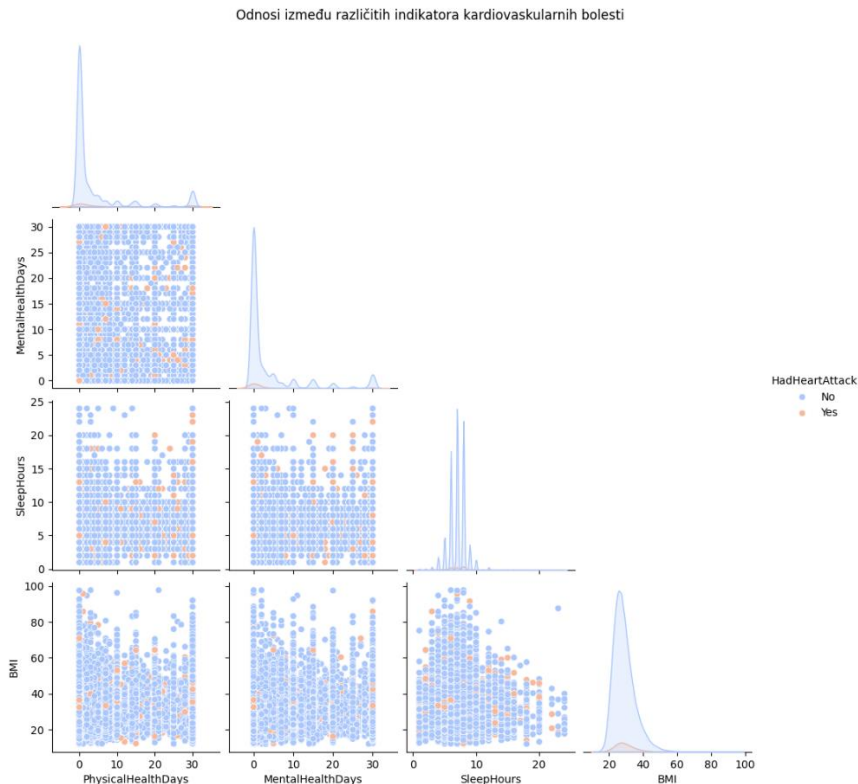 Odnosi između različitih indikatora kardiovaskularnih bolesti
MentalHealthDays
30
25
20
15
10
5
0
HadHeartAttack
No
Yes
SleepHours
25
20
15
10
5
0
BMI
100
80
60
40
20
0 10 20 30
0 10 20 30
0 10 20
20 40 60 80 100
PhysicalHealthDays
MentalHealthDays
SleepHours
BMI